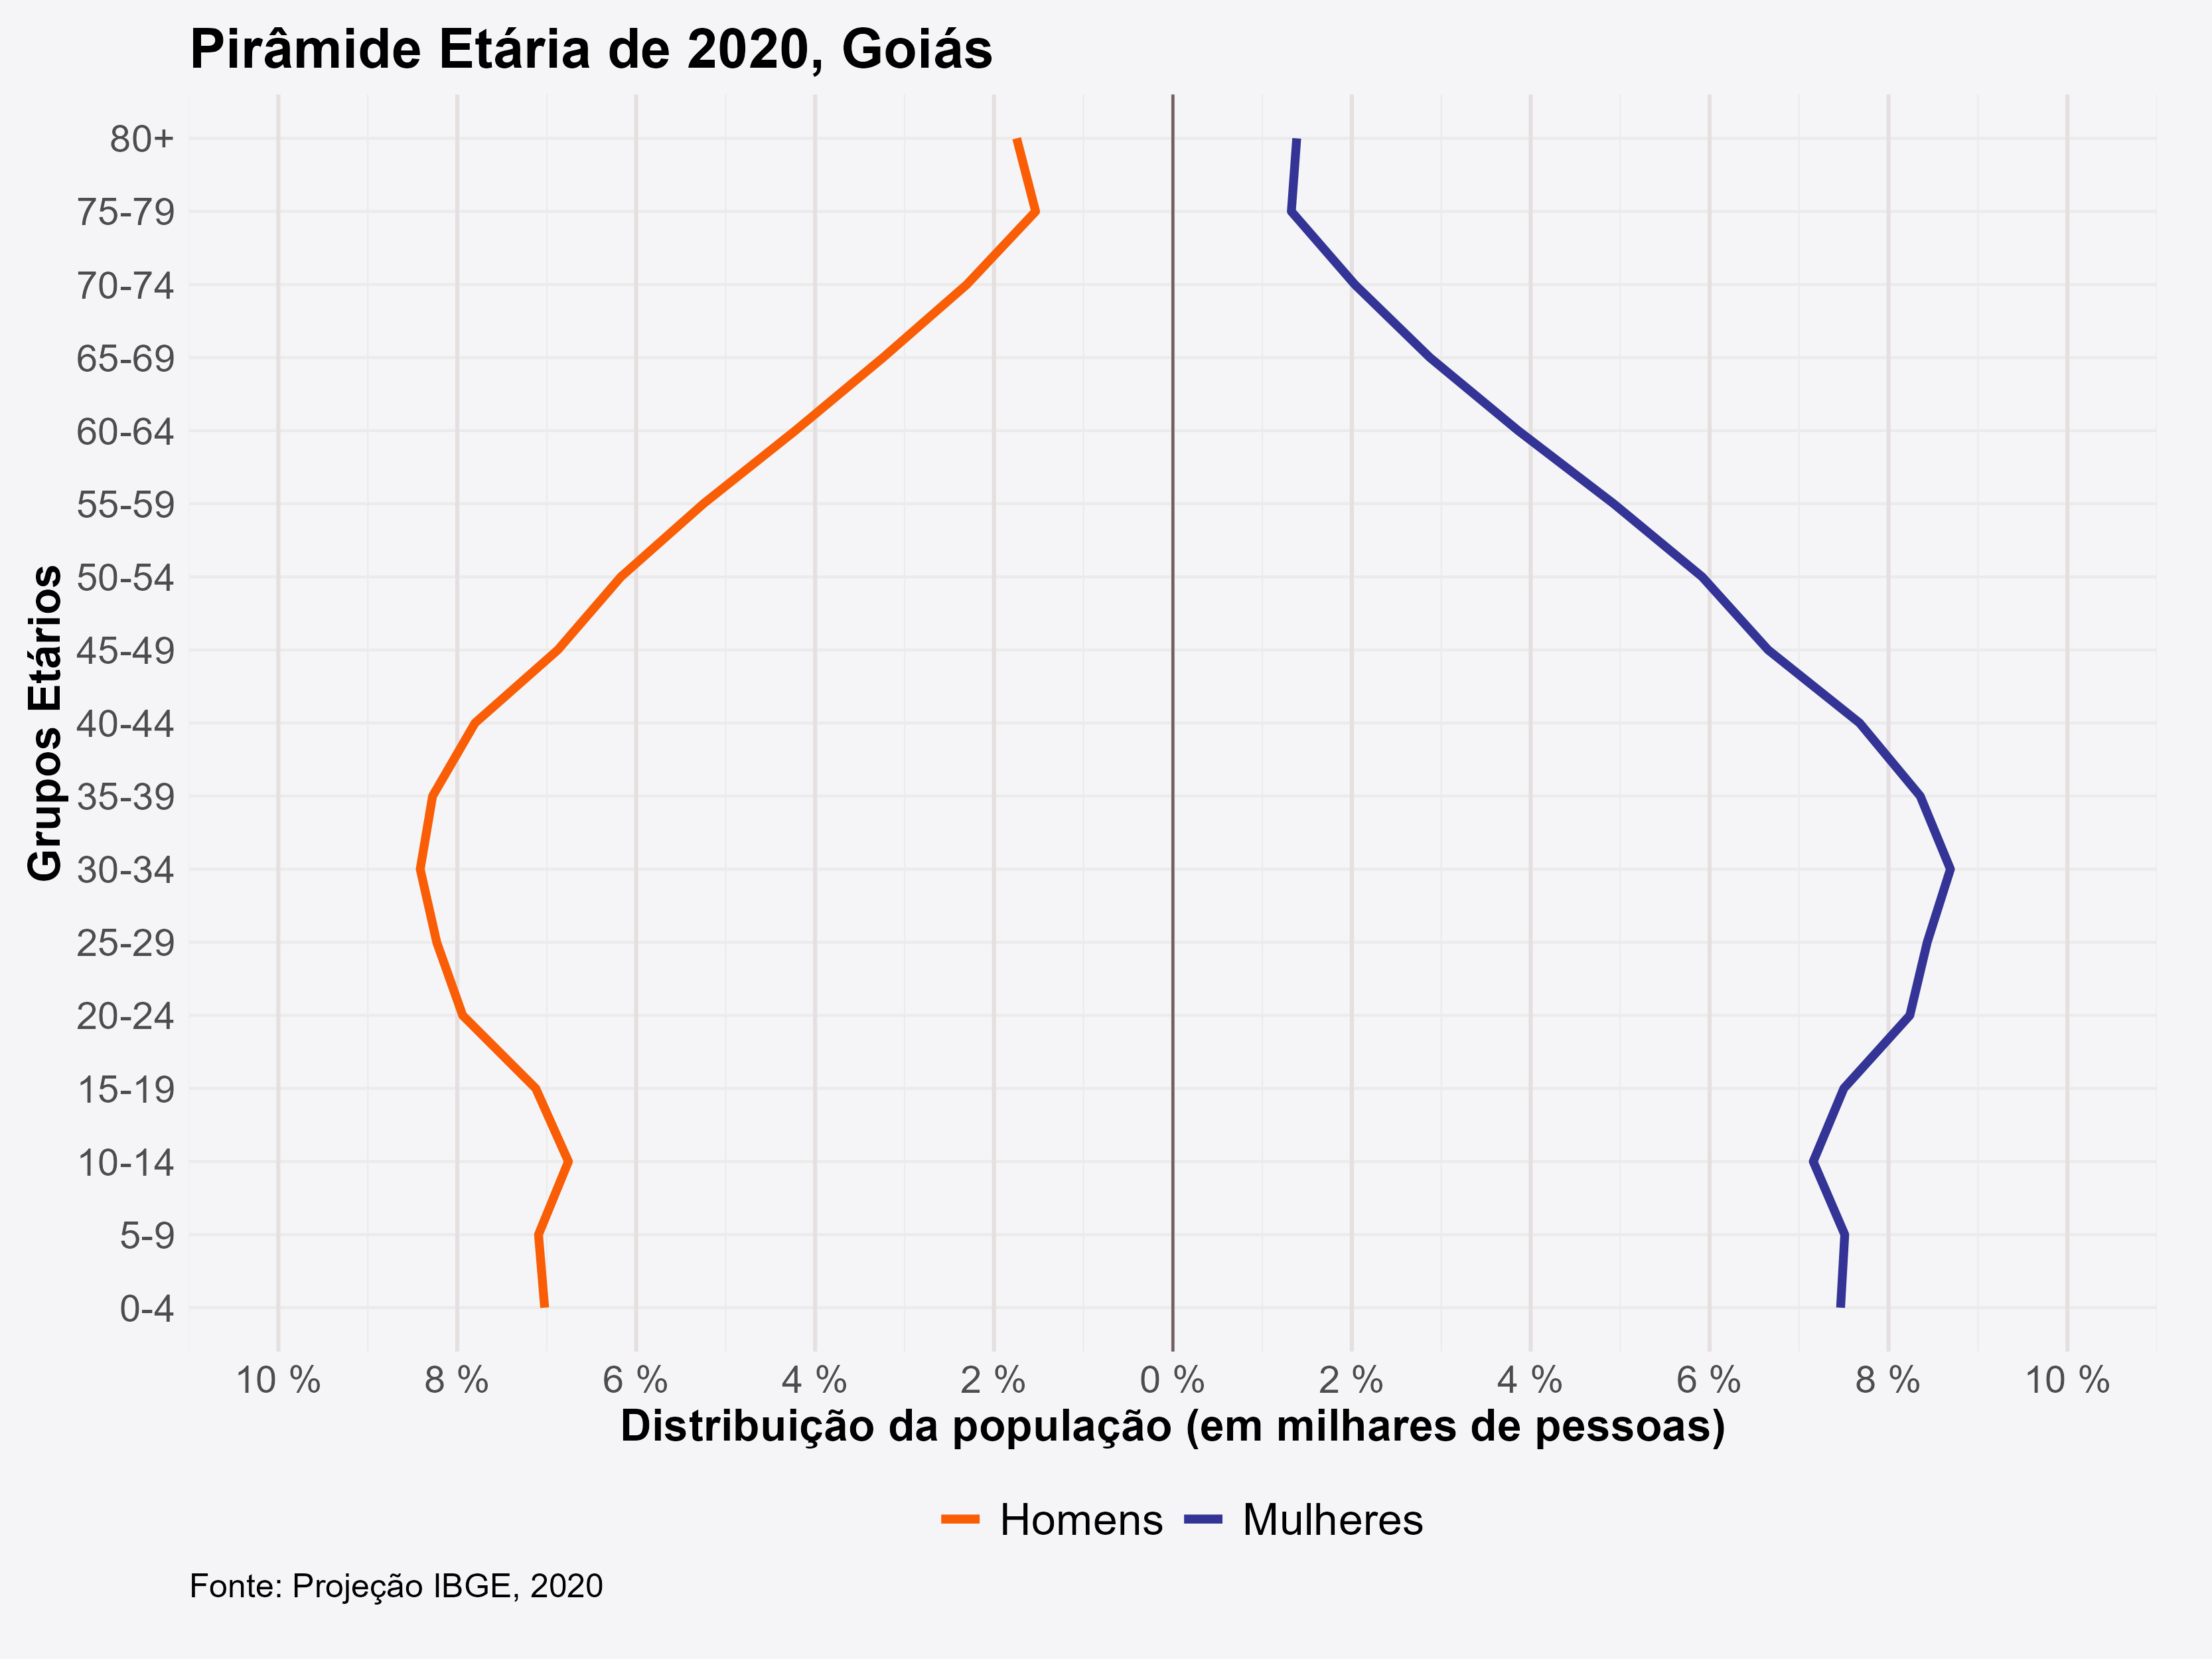 Pirâmide Etária de 2020, Goiás
Grupos Etários
80+
75-79
70-74
65-69
60-64
55-59
50-54
45-49
40-44
35-39
30-34
25-29
20-24
15-19
10-14
5-9
0-4
10 % 8 % 6 % 4 % 2 % 0 % 2 % 4 % 6 % 8 % 10 %
Distribuição da população (em milhares de pessoas)
Homens Mulheres
Fonte: Projeção IBGE, 2020